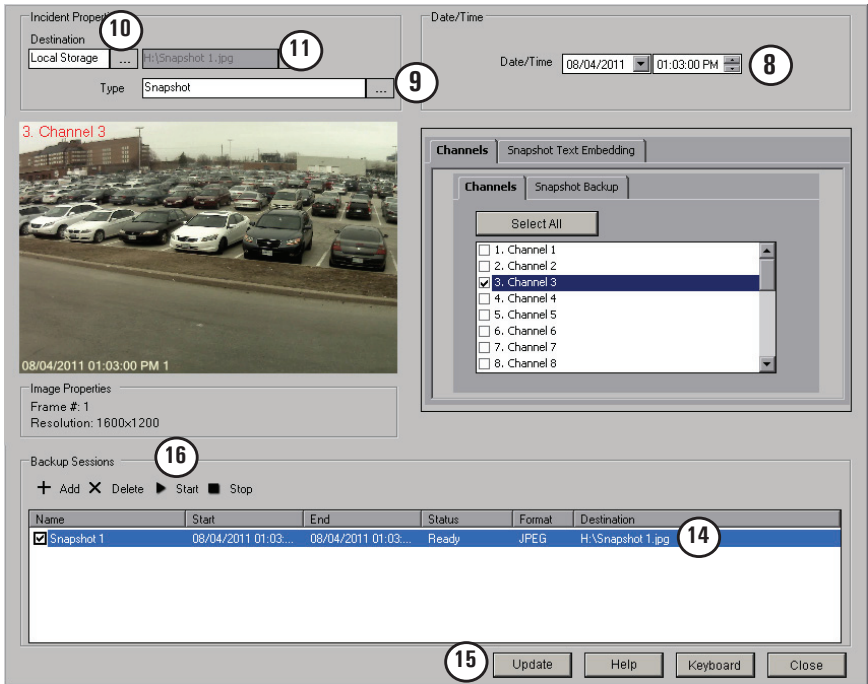 Incident Properti
Destination
10
Local Storage
...
H:\Snapshot 1.jpg
11
Type
Snapshot
...
9
Date/Time
Date/Time
08/04/2011
01:03:00 PM
8
3. Channel 3
08/04/2011 01:03:00 PM 1
Channels
Snapshot Text Embedding
Channels
Snapshot Backup
Select All
1. Channel 1
2. Channel 2
3. Channel 3
4. Channel 4
5. Channel 5
6. Channel 6
7. Channel 7
8. Channel 8
Image Properties
Frame #: 1
Resolution: 1600x1200
16
Backup Sessions
Add Delete Start Stop
Name Start End Status Format Destination
Snapshot 1 08/04/2011 01:03:... 08/04/2011 01:03:... Ready JPEG H:\Snapshot 1.jpg
14
15
Update Help Keyboard Close